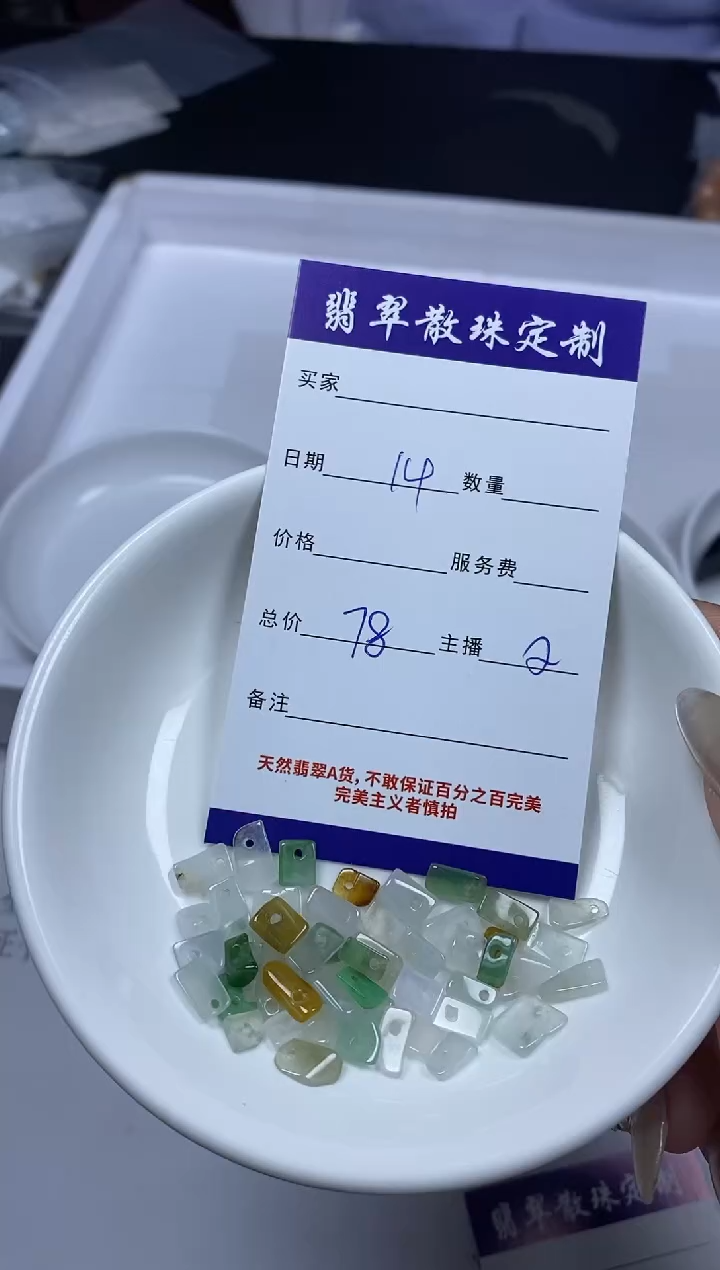 翡翠散珠定制
买家
日期 14 数量
价格 服务费
总价 78 主播 2
备注
天然翡翠A货,不敢保证百分之百完美
完美主义者慎拍
翡翠散珠定制